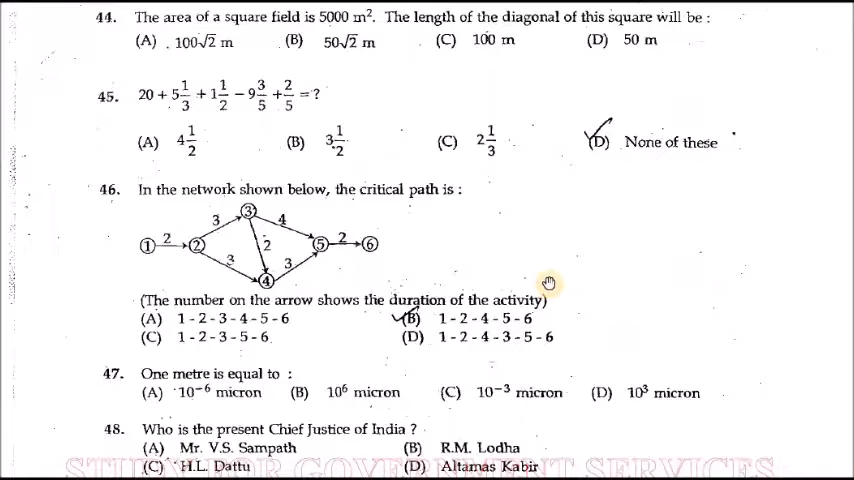 44. The area of a square field is 5000 m². The length of the diagonal of this square will be :
(A) 100√2 m (B) 50√2 m (C) 100 m (D) 50 m
45. 20 + 5 1/3 + 1 1/2 − 9 3/5 + 2/5 = ?
(A) 4 1/2 (B) 3 1/2 (C) 2 1/3 (D) None of these
46. In the network shown below, the critical path is :
3
3 4
1 2 2 2 5 2 6
3 3
4
(The number on the arrow shows the duration of the activity)
(A) 1 - 2 - 3 - 4 - 5 - 6 (B) 1 - 2 - 4 - 5 - 6
(C) 1 - 2 - 3 - 5 - 6 (D) 1 - 2 - 4 - 3 - 5 - 6
47. One metre is equal to :
(A) 10⁻⁶ micron (B) 10⁶ micron (C) 10⁻³ micron (D) 10³ micron
48. Who is the present Chief Justice of India ?
(A) Mr. V.S. Sampath (B) R.M. Lodha
(C) H.L. Dattu (D) Altamas Kabir
STUDY FOR GOVERNMENT SERVICES